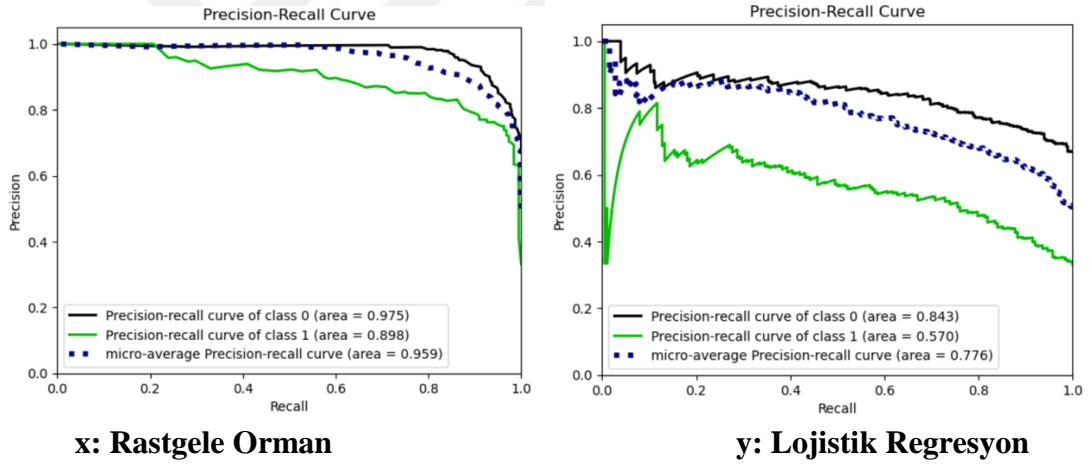 Precision-Recall Curve
1.0
0.8
0.6
0.4
0.2
0.0
Precision
Precision-recall curve of class 0 (area = 0.975)
Precision-recall curve of class 1 (area = 0.898)
micro-average Precision-recall curve (area = 0.959)
0.0 0.2 0.4 0.6 0.8 1.0
Recall
x: Rastgele Orman
Precision-Recall Curve
1.0
0.8
0.6
0.4
0.2
0.0
Precision
Precision-recall curve of class 0 (area = 0.843)
Precision-recall curve of class 1 (area = 0.570)
micro-average Precision-recall curve (area = 0.776)
0.0 0.2 0.4 0.6 0.8 1.0
Recall
y: Lojistik Regresyon